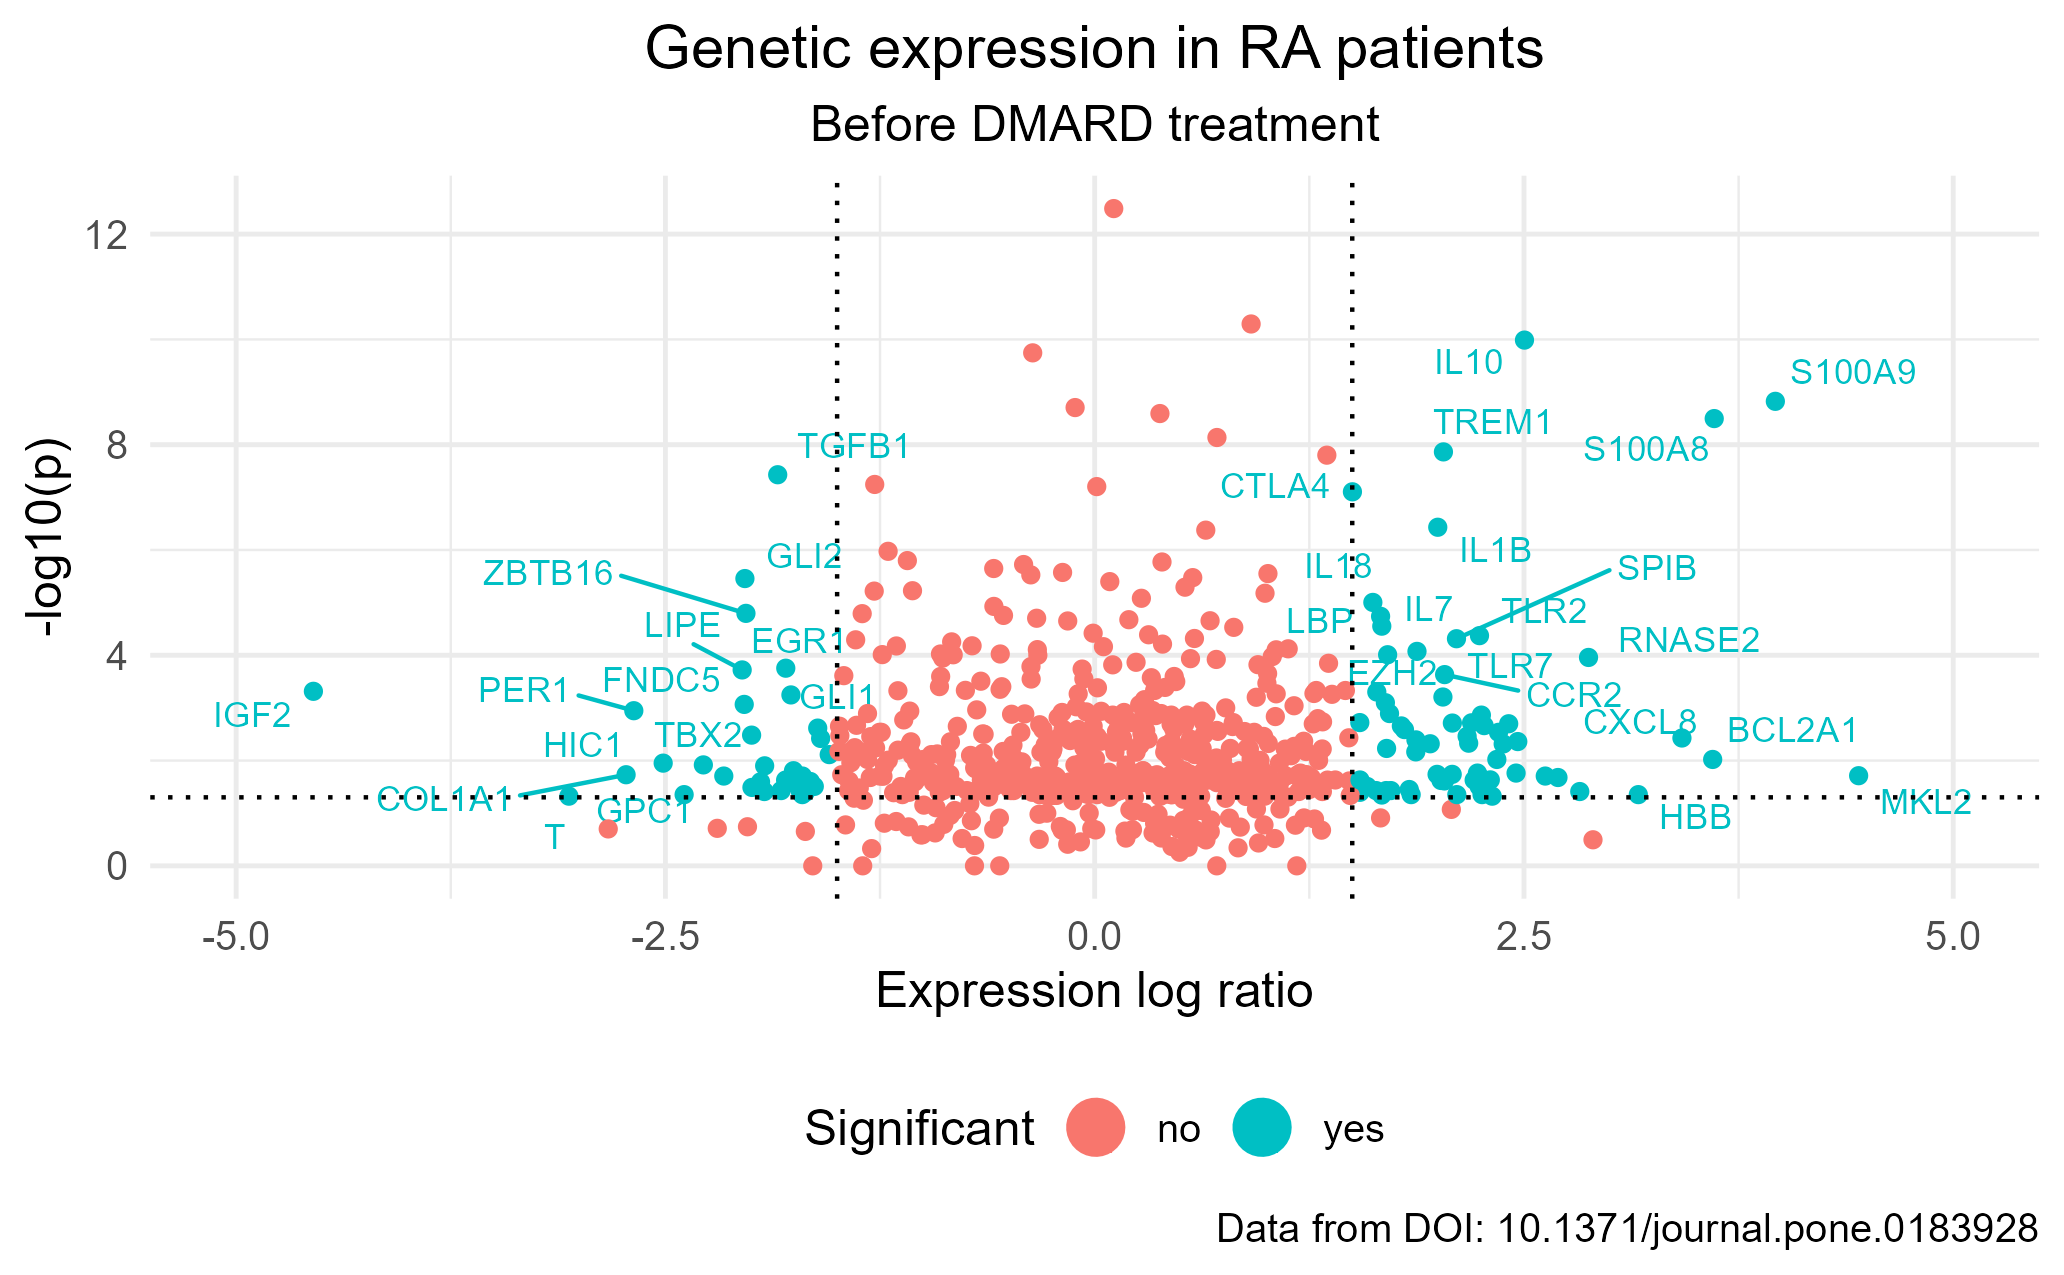 Genetic expression in RA patients
Before DMARD treatment
-log10(p)
12
8
4
0
IL10
S100A9
TREM1
S100A8
TGFB1
CTLA4
IL1B
GLI2
IL18
SPIB
ZBTB16
LIPE
EGR1
LBP
IL7
TLR2
RNASE2
FNDC5
PER1
GLI1
EZH2
TLR7
CCR2
IGF2
HIC1
TBX2
CXCL8
BCL2A1
COL1A1
GPC1
T
HBB
MKL2
-5.0
-2.5
0.0
2.5
5.0
Expression log ratio
Significant no yes
Data from DOI: 10.1371/journal.pone.0183928